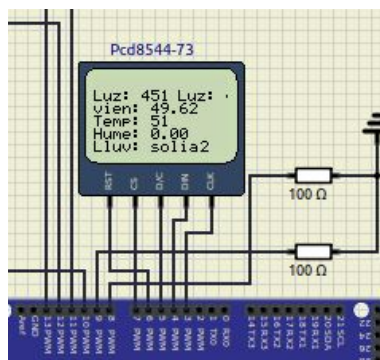 Pcd8544-73
Luz: 451 Luz:
vien: 49.62
Temp: 51
Hume: 0.00
Lluv: solia2
RST
CS
D/C
DIN
CLK
100 Ω
100 Ω
Aref
GND
13 PWM
12 PWM
11 PWM
10 PWM
9 PWM
8 PWM
7 PWM
6 PWM
5 PWM
4 PWM
3 PWM
2 PWM
1 TX0
0 RX0
14 TX3
15 RX3
16 TX2
17 RX2
18 TX1
19 RX1
20 SDA
21 SCL